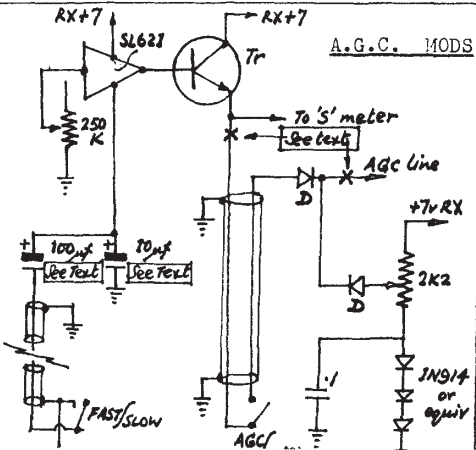 RX+7
RX+7
SL621
Tr
A.G.C. MODS
250
K
To 'S' meter
See text
AGC line
D
+7v RX
+
100μf
See Text
+
10μf
See Text
D
2K2
.1
IN914
or
equiv
FAST/SLOW
AGC/